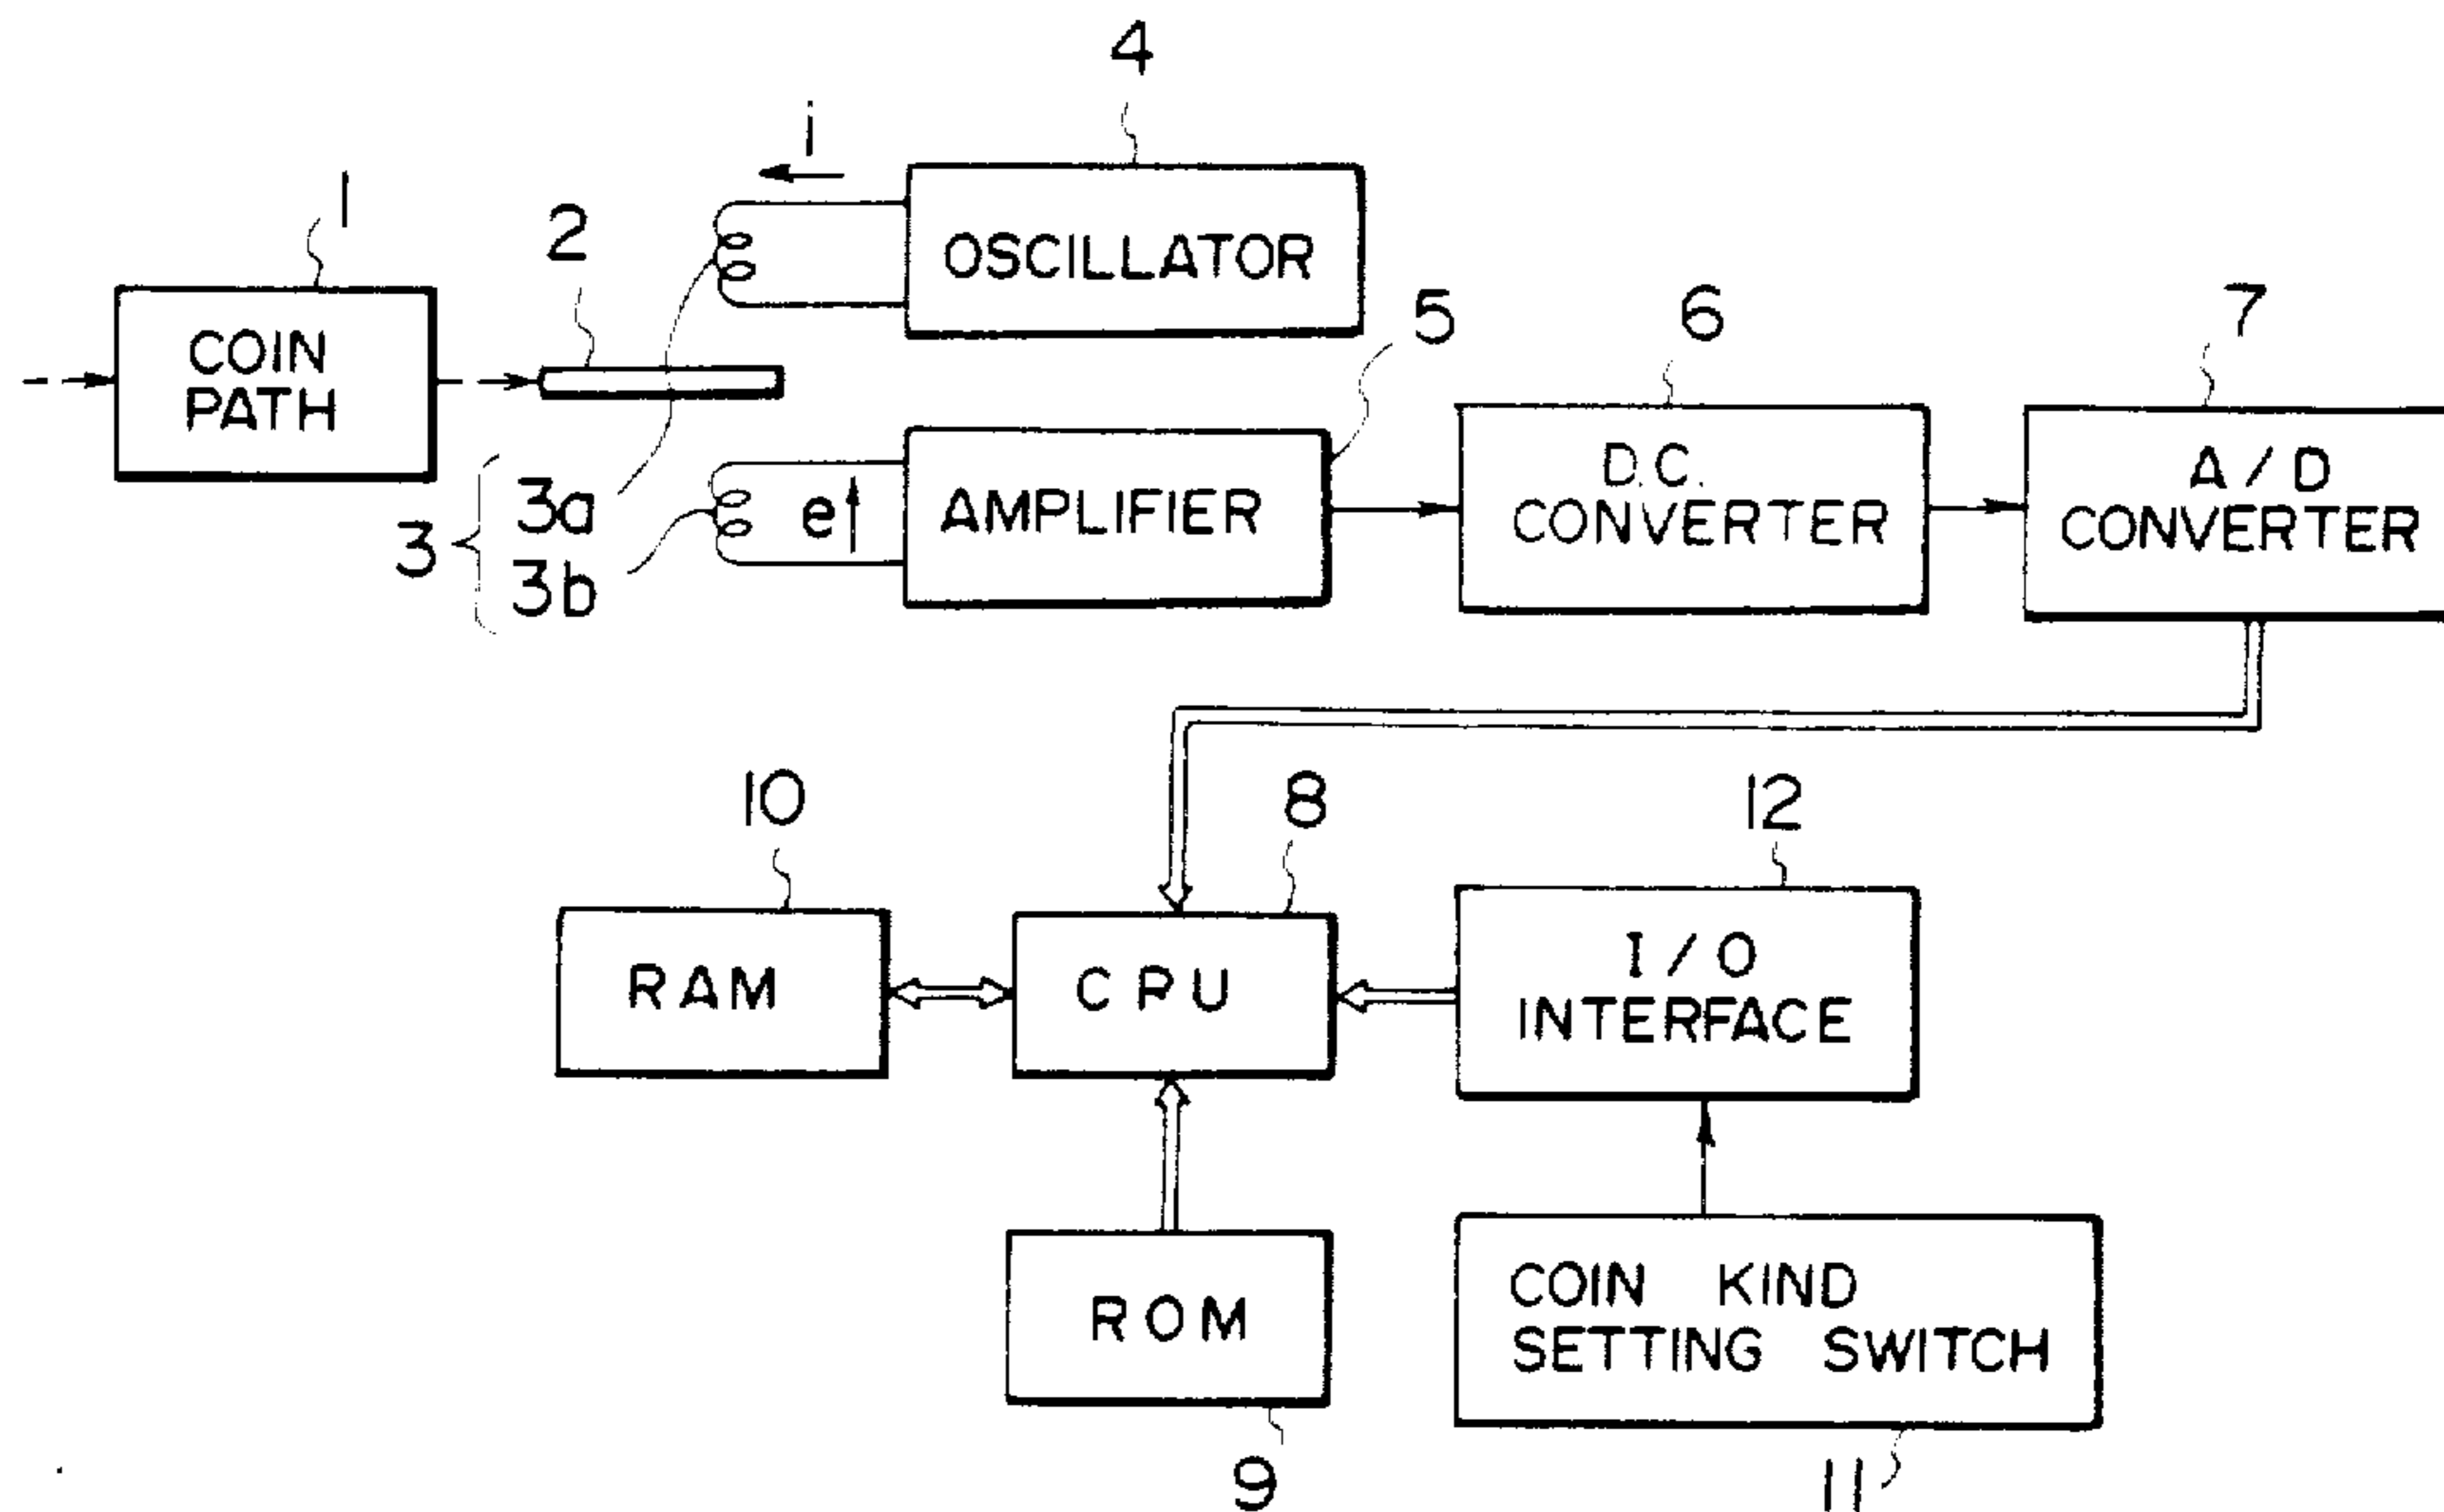 4
i
1
2
OSCILLATOR
COIN
PATH
5
6
7
3
3a
3b
e
AMPLIFIER
D.C.
CONVERTER
A/D
CONVERTER
10
8
12
RAM
CPU
I/O
INTERFACE
ROM
COIN KIND
SETTING SWITCH
9
11